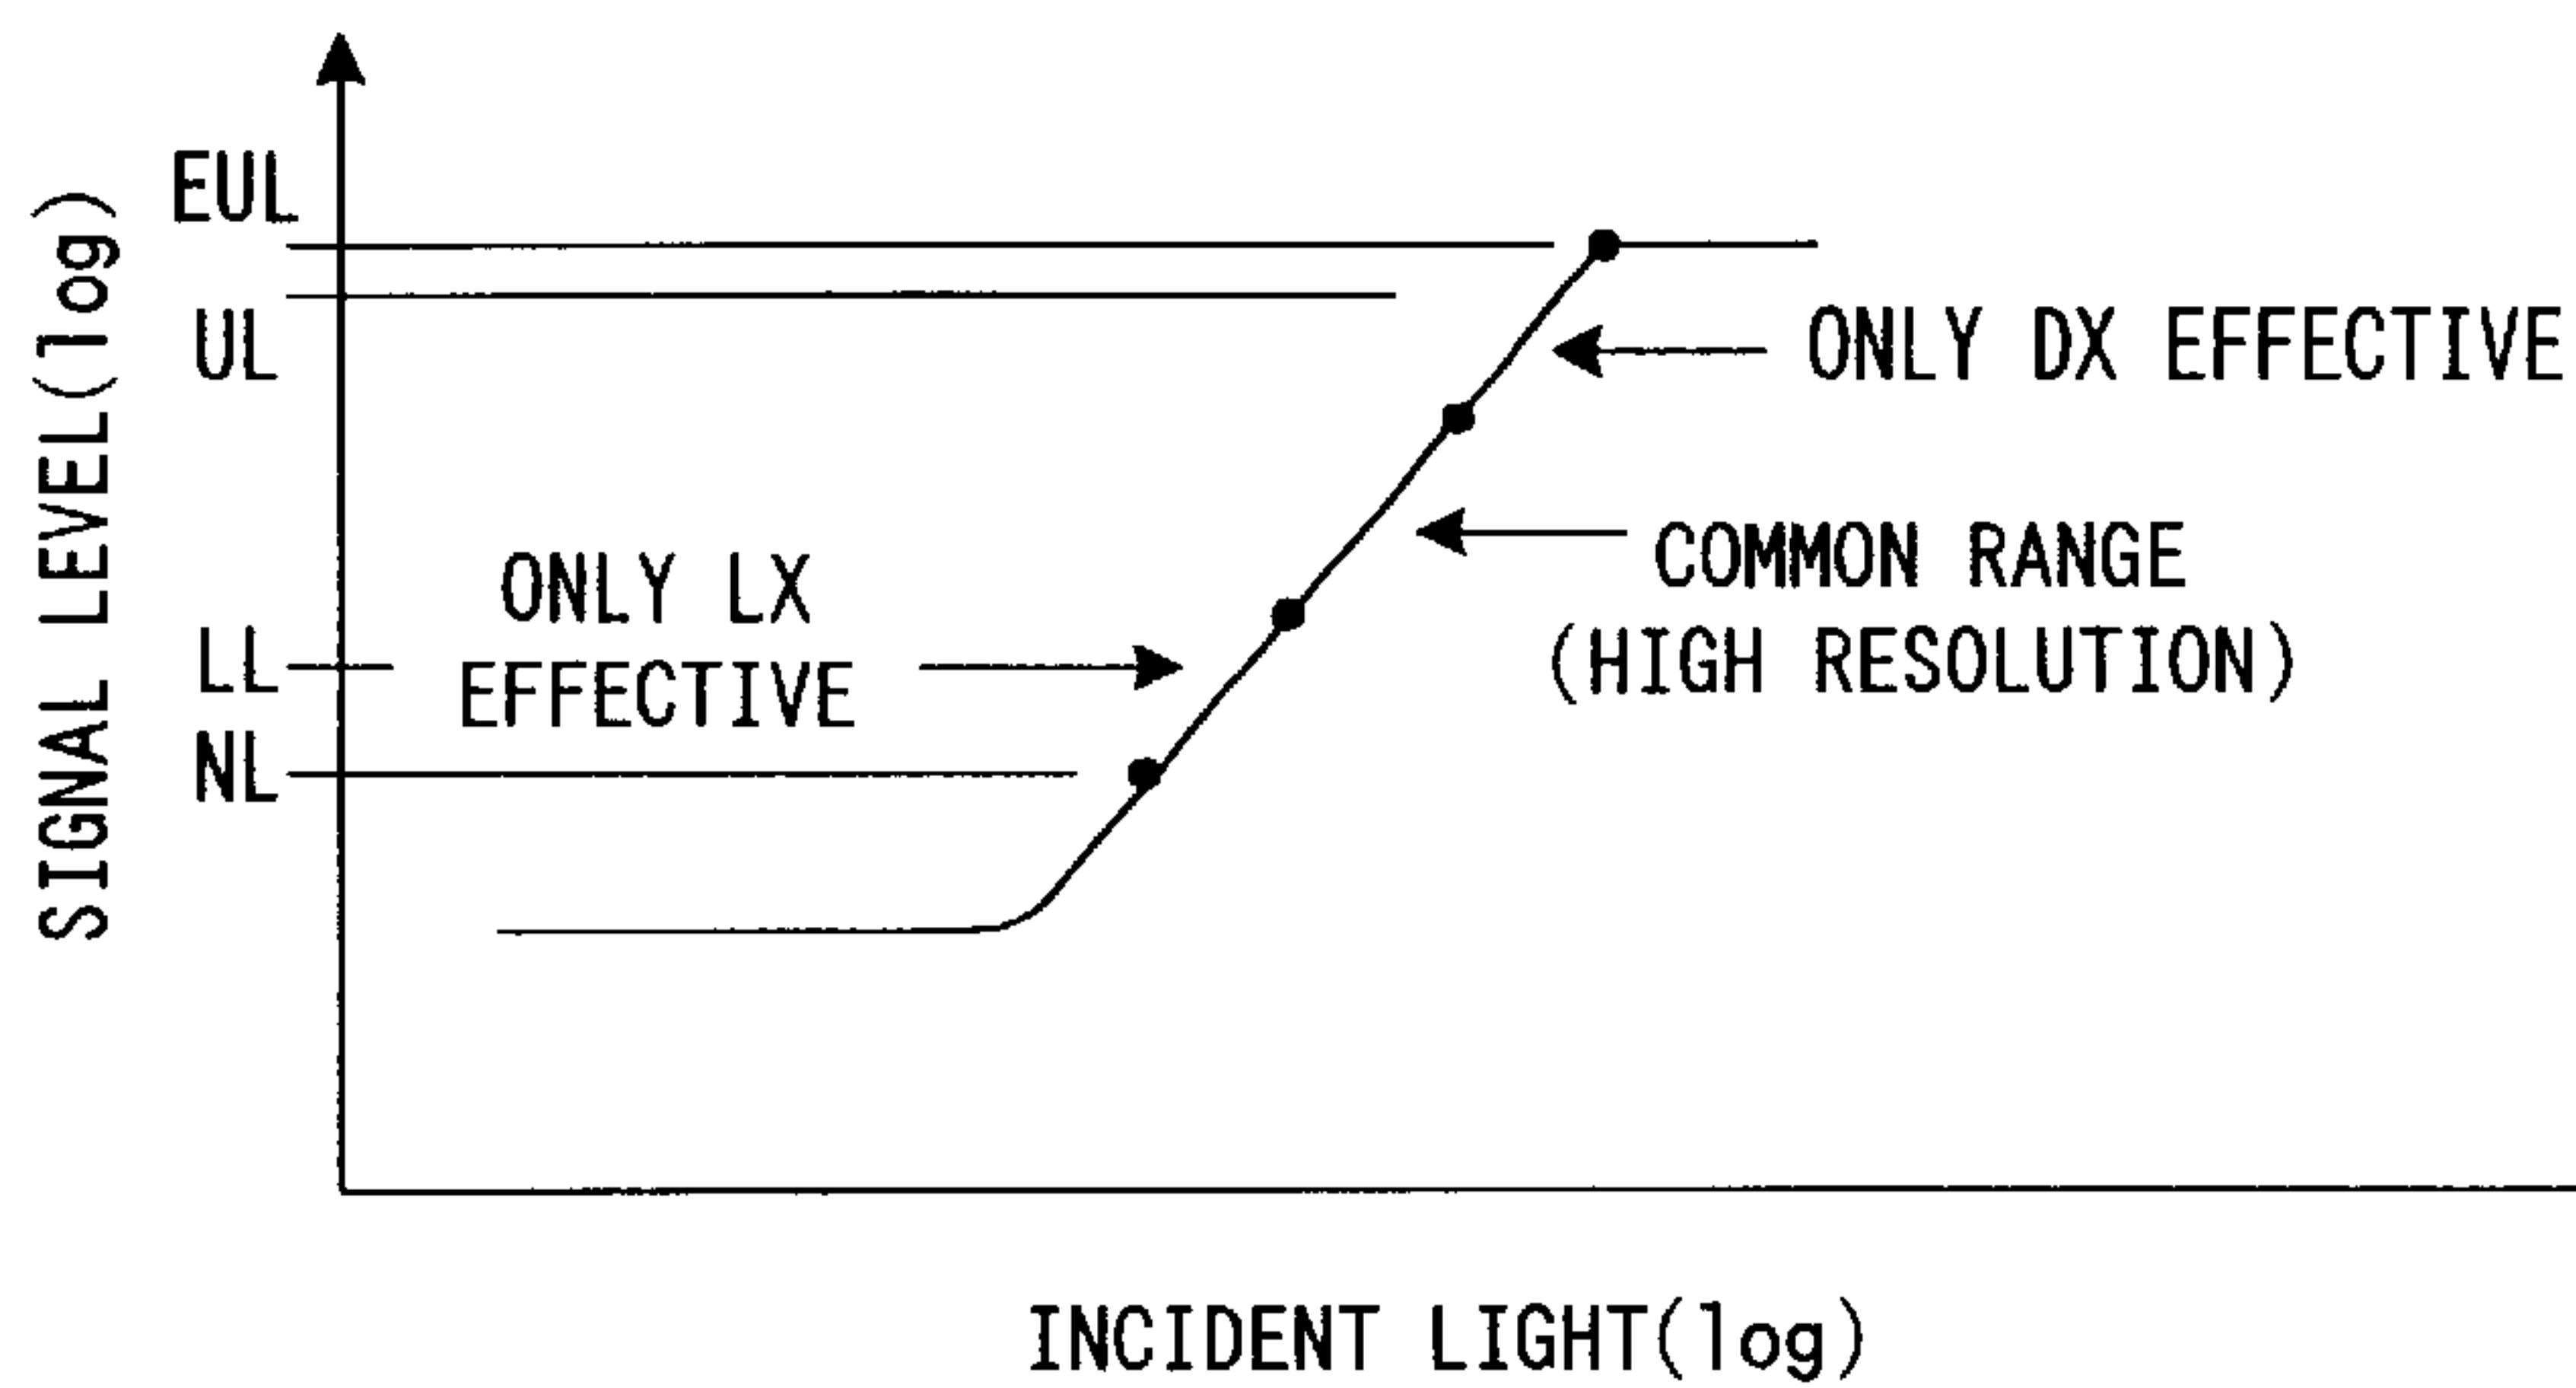 SIGNAL LEVEL(log)
EUL
UL
LL
NL
ONLY DX EFFECTIVE
COMMON RANGE
(HIGH RESOLUTION)
ONLY LX
EFFECTIVE
INCIDENT LIGHT(log)